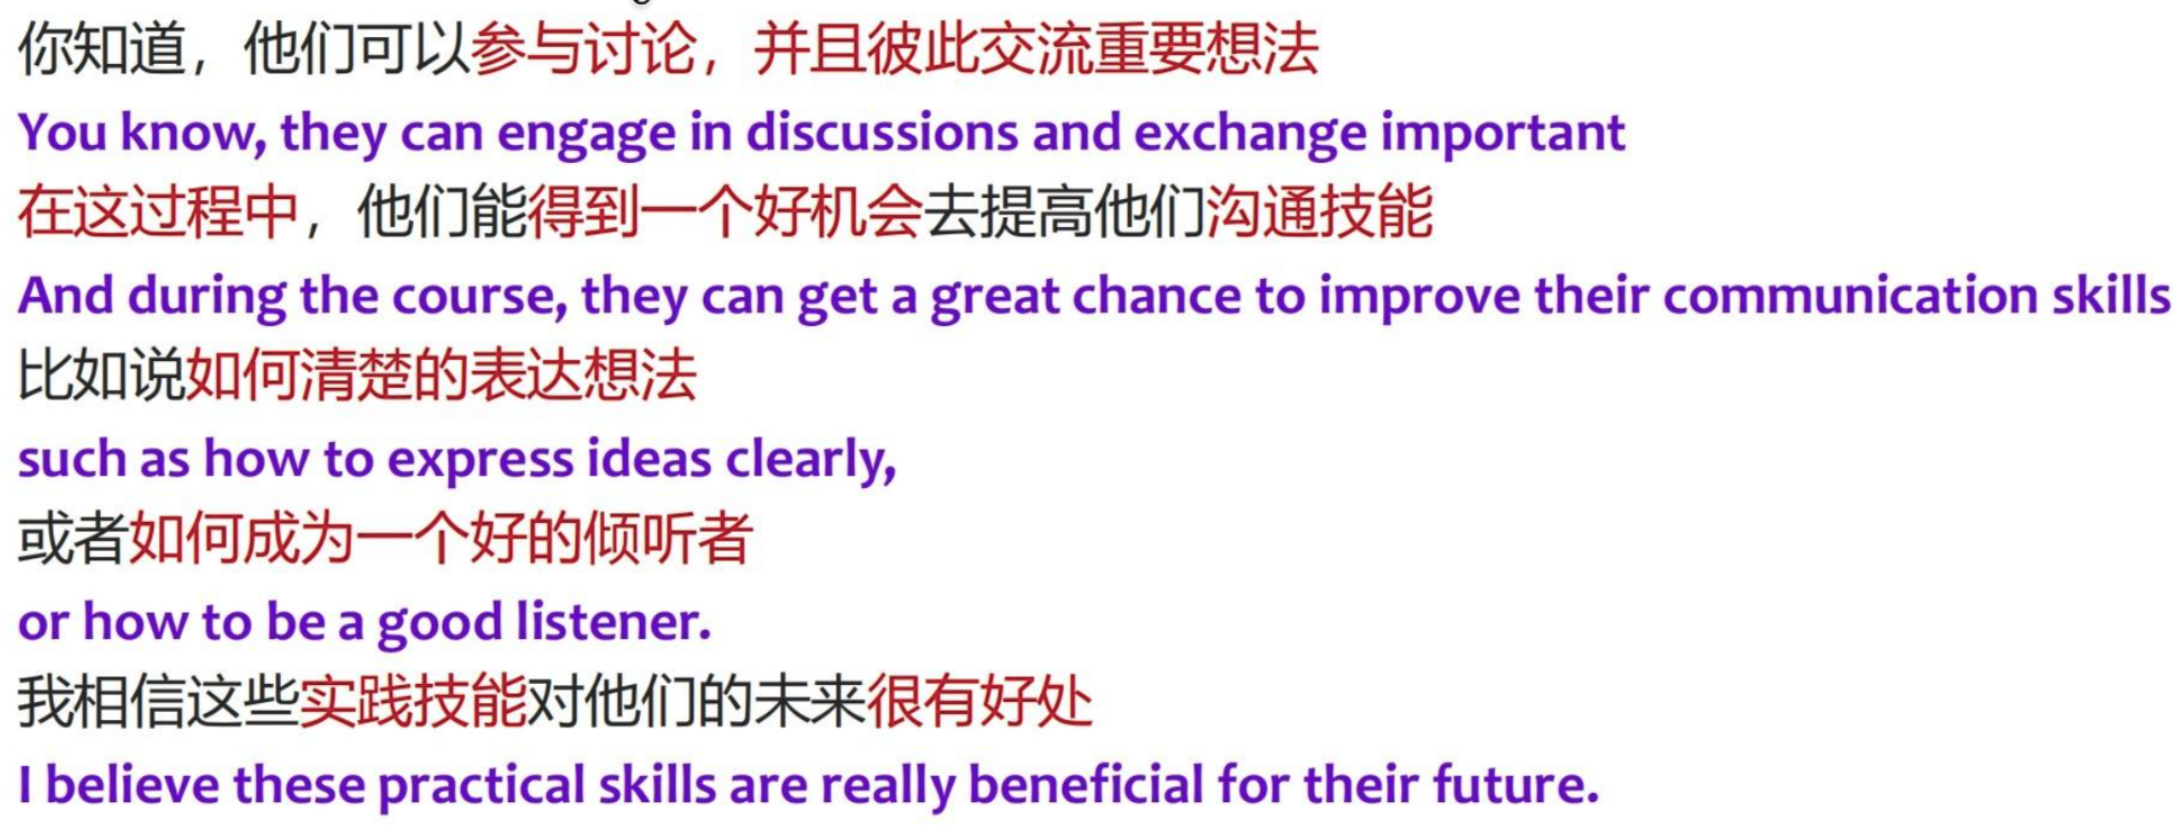 你知道，他们可以参与讨论，并且彼此交流重要想法
You know, they can engage in discussions and exchange important
在这过程中，他们能得到一个好机会去提高他们沟通技能
And during the course, they can get a great chance to improve their communication skills
比如说如何清楚的表达想法
such as how to express ideas clearly,
或者如何成为一个好的倾听者
or how to be a good listener.
我相信这些实践技能对他们的未来很有好处
I believe these practical skills are really beneficial for their future.